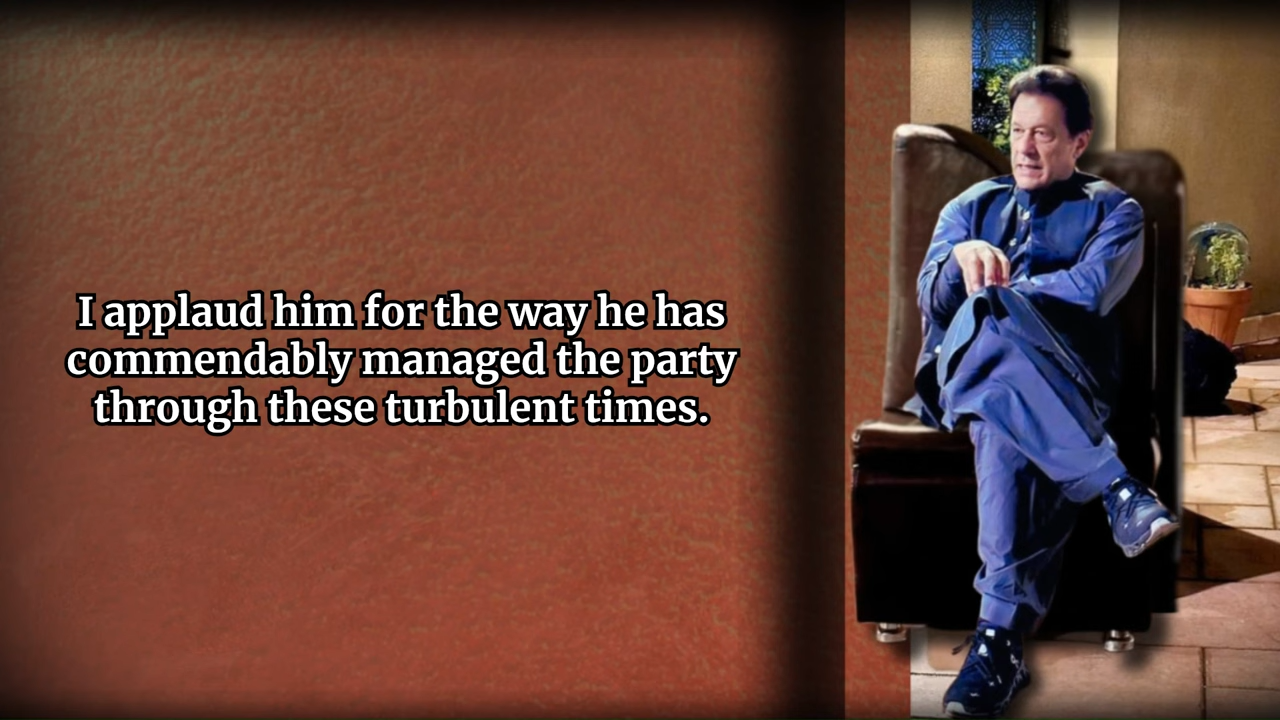 I applaud him for the way he has
commendably managed the party
through these turbulent times.